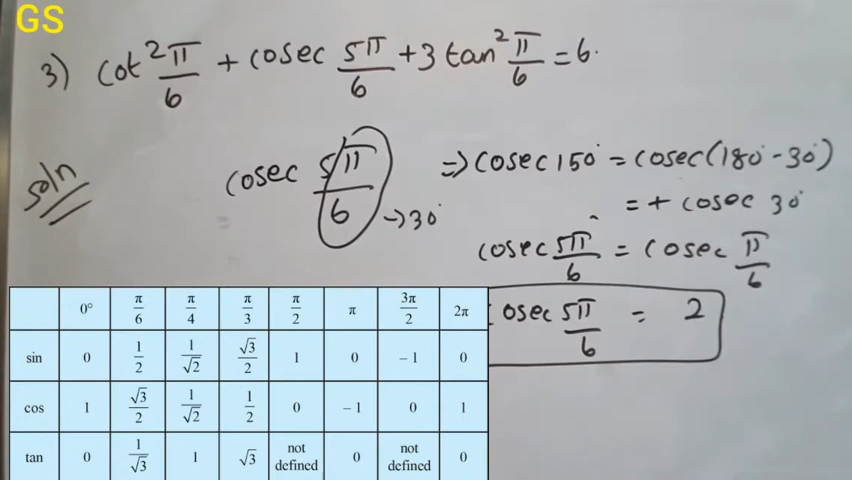 GS
3) cot² π/6 + cosec 5π/6 + 3 tan² π/6 = 6.
Soln
cosec 5π/6 → 30°
⇒ cosec 150° = cosec(180° - 30°)
= + cosec 30°
cosec 5π/6 = cosec π/6
cosec 5π/6 = 2
0° π/6 π/4 π/3 π/2 π 3π/2 2π
sin 0 1/2 1/√2 √3/2 1 0 – 1 0
cos 1 √3/2 1/√2 1/2 0 – 1 0 1
tan 0 1/√3 1 √3 not defined 0 not defined 0